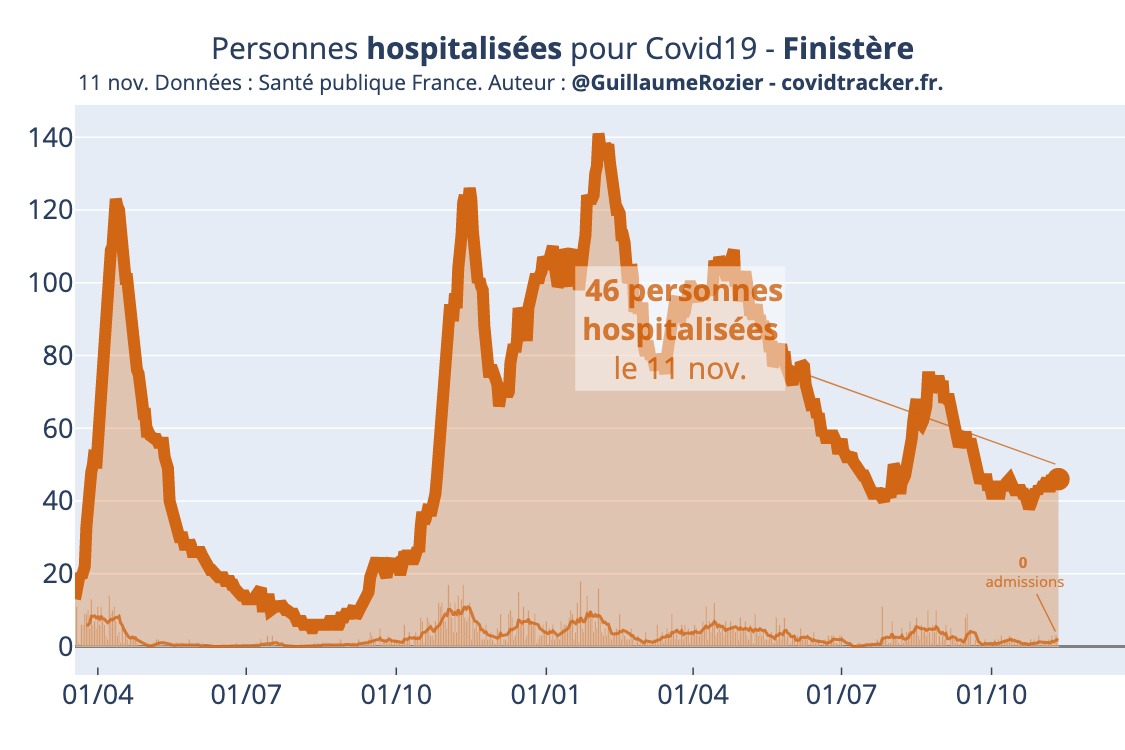 Personnes hospitalisées pour Covid19 - Finistère
11 nov. Données : Santé publique France. Auteur : @GuillaumeRozier - covidtracker.fr.
140
120
100
80
60
40
20
0
46 personnes
hospitalisées
le 11 nov.
0
admissions
01/04
01/07
01/10
01/01
01/04
01/07
01/10